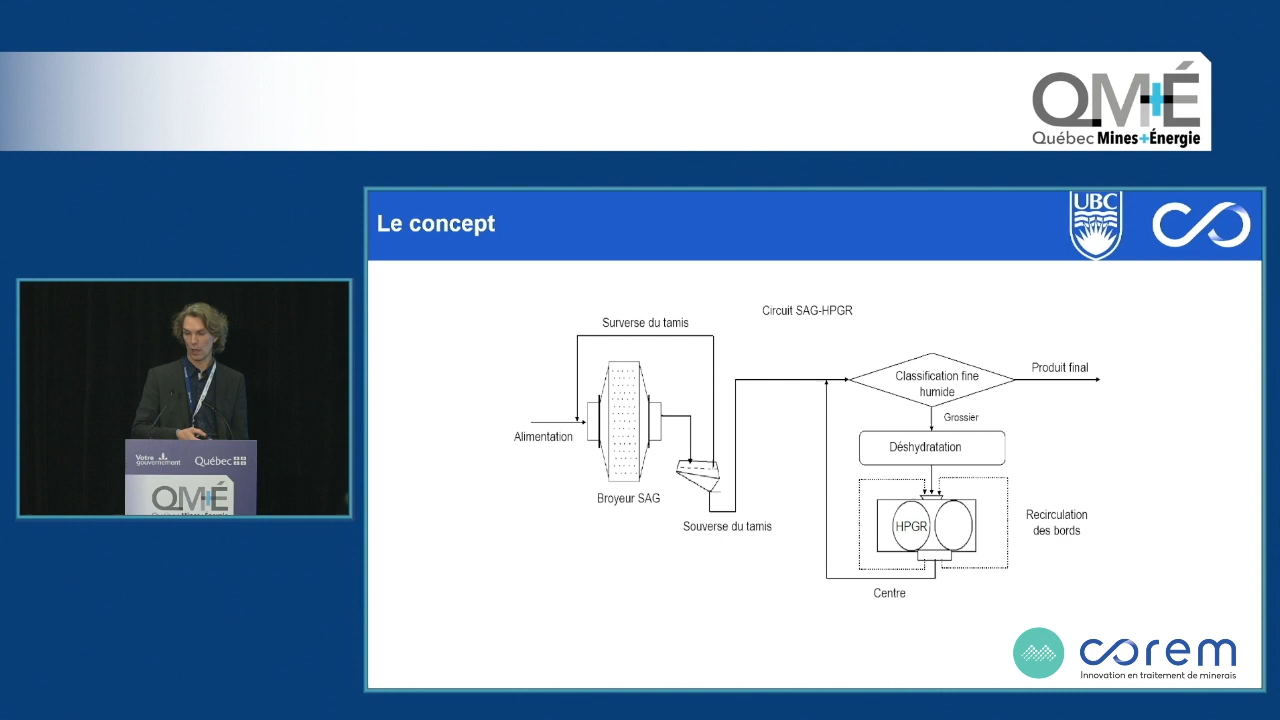 QM+É
Québec Mines+Énergie
Le concept
UBC
Circuit SAG-HPGR
Surverse du tamis
Produit final
Classification fine
humide
Grossier
Alimentation
Déshydratation
Broyeur SAG
Souverse du tamis
HPGR
Recirculation
des bords
Centre
Votre
gouvernement
Québec
QM+É
corem
Innovation en traitement de minerais